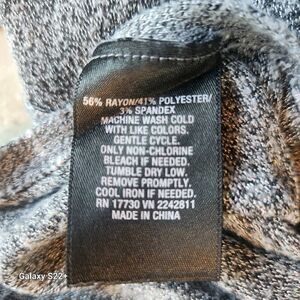 56% RAYON/41% POLYESTER/
3% SPANDEX
MACHINE WASH COLD
WITH LIKE COLORS.
GENTLE CYCLE.
ONLY NON-CHLORINE
BLEACH IF NEEDED.
TUMBLE DRY LOW.
REMOVE PROMPTLY.
COOL IRON IF NEEDED.
RN 17730 VN 2242811
MADE IN CHINA
Galaxy S22+